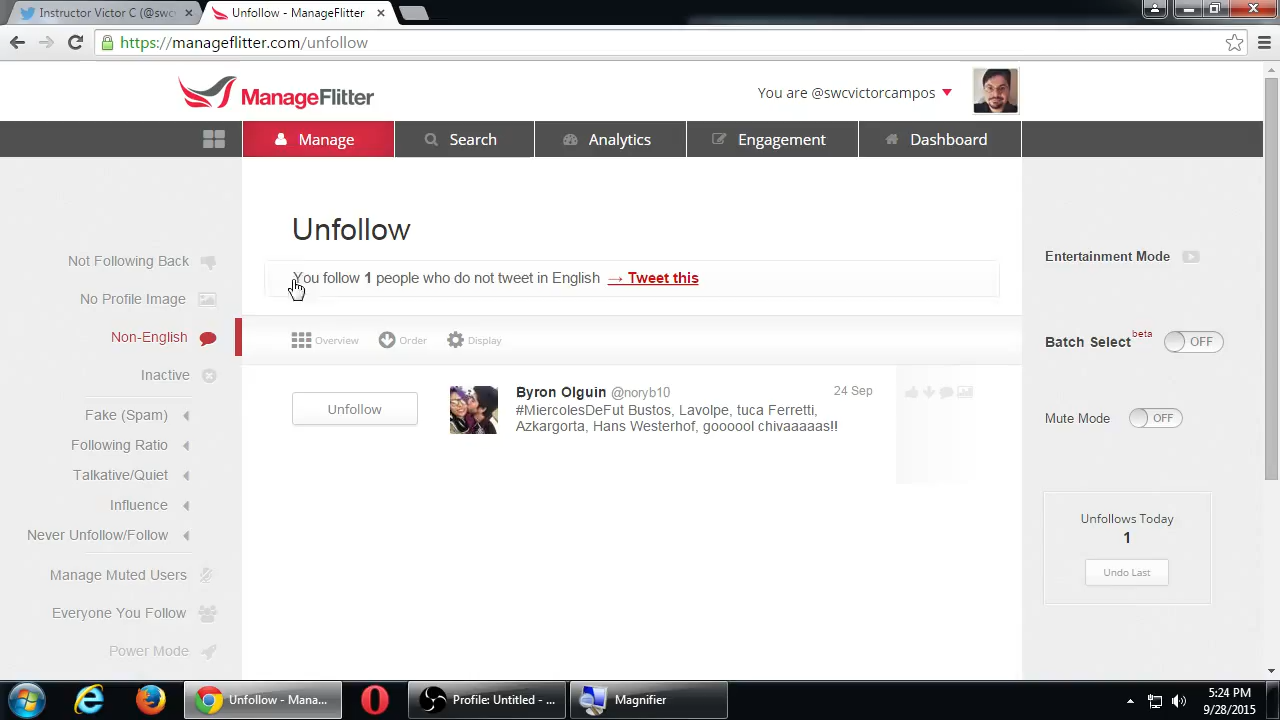 Instructor Victor C (@swc
Unfollow - ManageFlitter
https://manageflitter.com/unfollow
ManageFlitter
You are @swcvictorcampos
Manage
Search
Analytics
Engagement
Dashboard
Unfollow
You follow 1 people who do not tweet in English → Tweet this
Overview
Order
Display
Unfollow
Byron Olguin @noryb10
24 Sep
#MiercolesDeFut Bustos, Lavolpe, tuca Ferretti,
Azkargorta, Hans Westerhof, goooool chivaaaaas!!
Not Following Back
No Profile Image
Non-English
Inactive
Fake (Spam)
Following Ratio
Talkative/Quiet
Influence
Never Unfollow/Follow
Manage Muted Users
Everyone You Follow
Power Mode
Entertainment Mode
Batch Select beta
OFF
Mute Mode
OFF
Unfollows Today
1
Undo Last
Unfollow - Mana...
Profile: Untitled - ...
Magnifier
5:24 PM
9/28/2015